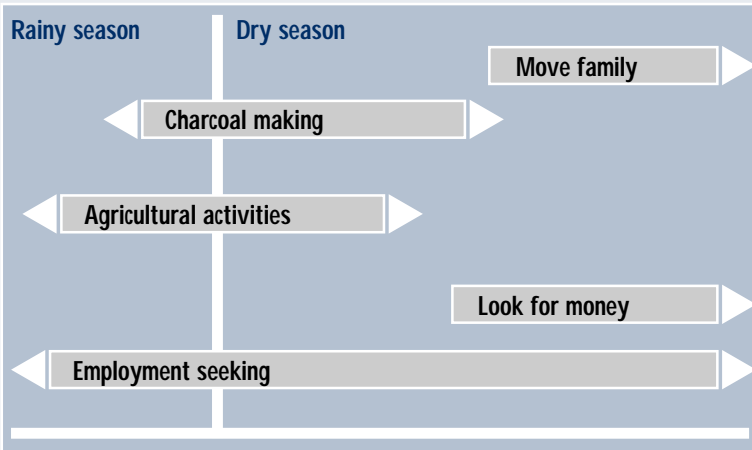 Rainy season
Dry season
Move family
Charcoal making
Agricultural activities
Look for money
Employment seeking